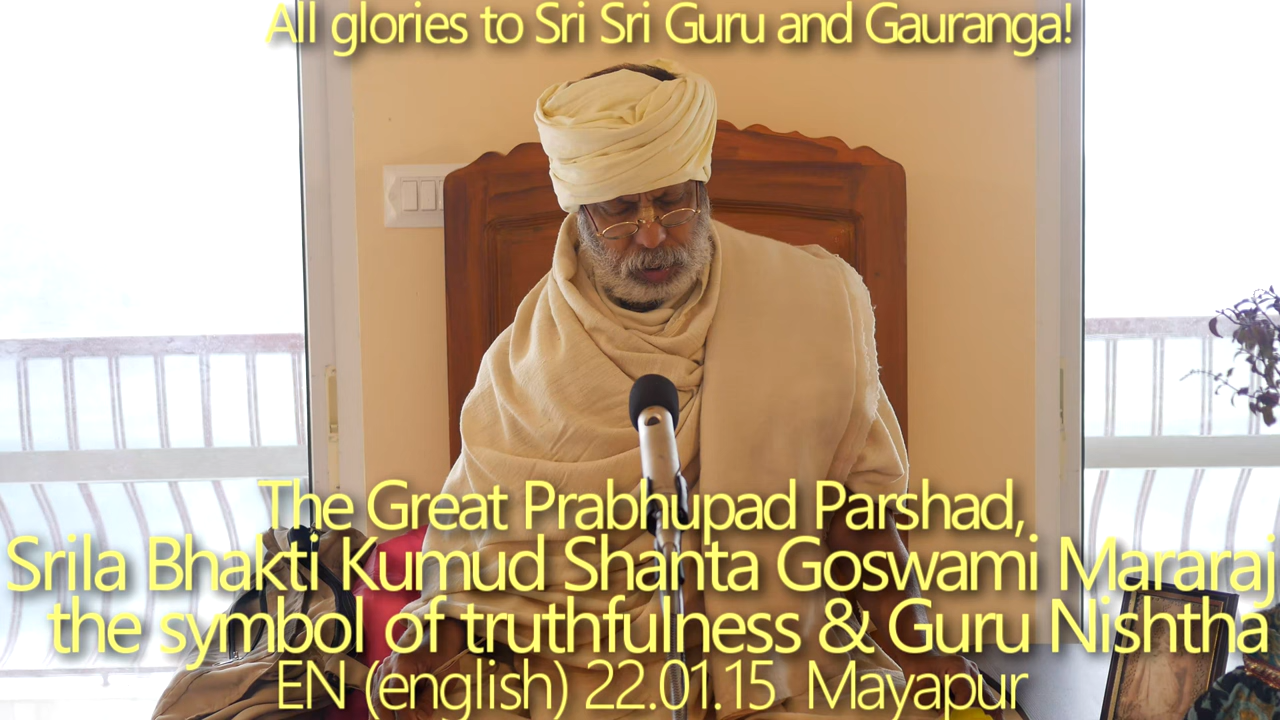 All glories to Sri Sri Guru and Gauranga!
The Great Prabhupad Parshad,
Srila Bhakti Kumud Shanta Goswami Mararaj
the symbol of truthfulness & Guru Nishtha
EN (english) 22.01.15 Mayapur